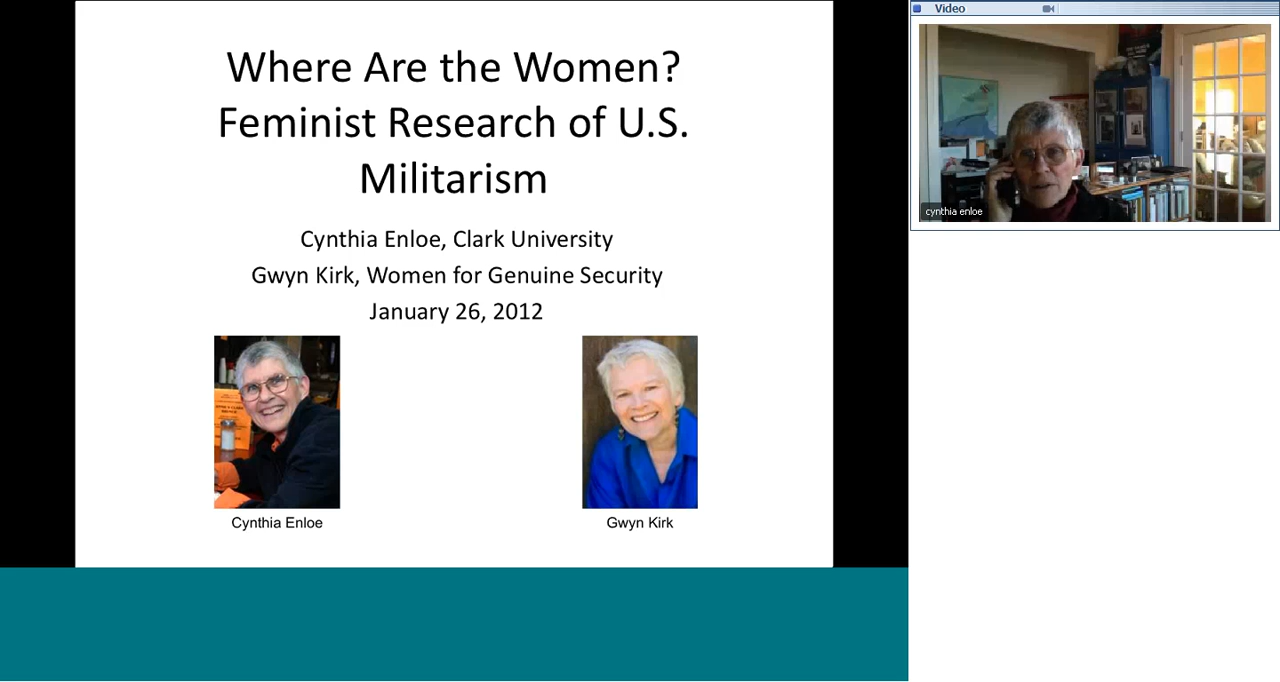 Where Are the Women?
Feminist Research of U.S.
Militarism
Cynthia Enloe, Clark University
Gwyn Kirk, Women for Genuine Security
January 26, 2012
Cynthia Enloe
Gwyn Kirk
Video
cynthia enloe